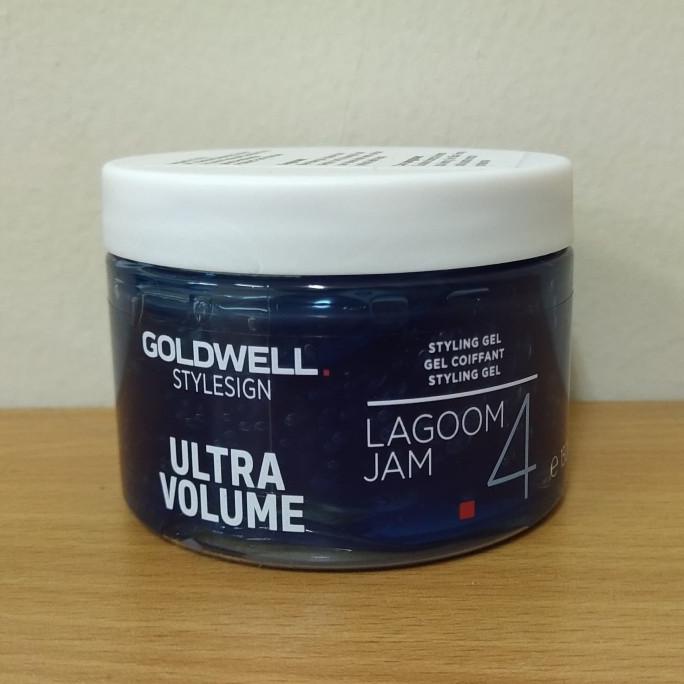 GOLDWELL.
STYLESIGN
ULTRA
VOLUME
STYLING GEL
GEL COIFFANT
STYLING GEL
LAGOOM
JAM
4
e